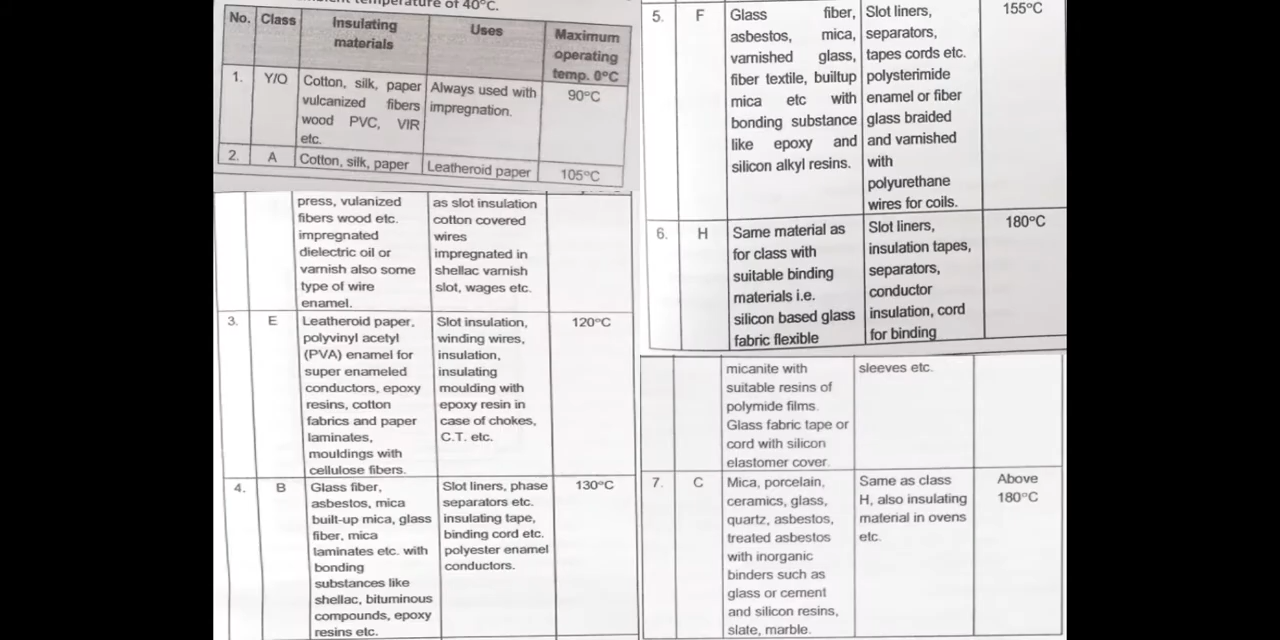 temperature of 40°C.
No. Class Insulating materials Uses Maximum operating temp. 0°C
1. Y/O Cotton, silk, paper Always used with 90°C
vulcanized fibers impregnation.
wood PVC, VIR
etc.
2. A Cotton, silk, paper Leatheroid paper 105°C
press, vulanized as slot insulation
fibers wood etc. cotton covered
impregnated wires
dielectric oil or impregnated in
varnish also some shellac varnish
type of wire slot, wages etc.
enamel.
3. E Leatheroid paper, Slot insulation, 120°C
polyvinyl acetyl winding wires,
(PVA) enamel for insulation,
super enameled insulating
conductors, epoxy moulding with
resins, cotton epoxy resin in
fabrics and paper case of chokes,
laminates, C.T. etc.
mouldings with
cellulose fibers.
4. B Glass fiber, Slot liners, phase 130°C
asbestos, mica separators etc.
built-up mica, glass insulating tape,
fiber, mica binding cord etc.
laminates etc. with polyester enamel
bonding conductors.
substances like
shellac, bituminous
compounds, epoxy
resins etc.
5. F Glass fiber, Slot liners, 155°C
asbestos, mica, separators,
varnished glass, tapes cords etc.
fiber textile, builtup polysterimide
mica etc with enamel or fiber
bonding substance glass braided
like epoxy and and varnished
silicon alkyl resins. with
polyurethane
wires for coils.
6. H Same material as Slot liners, 180°C
for class with insulation tapes,
suitable binding separators,
materials i.e. conductor
silicon based glass insulation, cord
fabric flexible for binding
micanite with sleeves etc.
suitable resins of
polymide films.
Glass fabric tape or
cord with silicon
elastomer cover.
7. C Mica, porcelain, Same as class Above
ceramics, glass, H, also insulating 180°C
quartz, asbestos, material in ovens
treated asbestos etc.
with inorganic
binders such as
glass or cement
and silicon resins,
slate, marble.